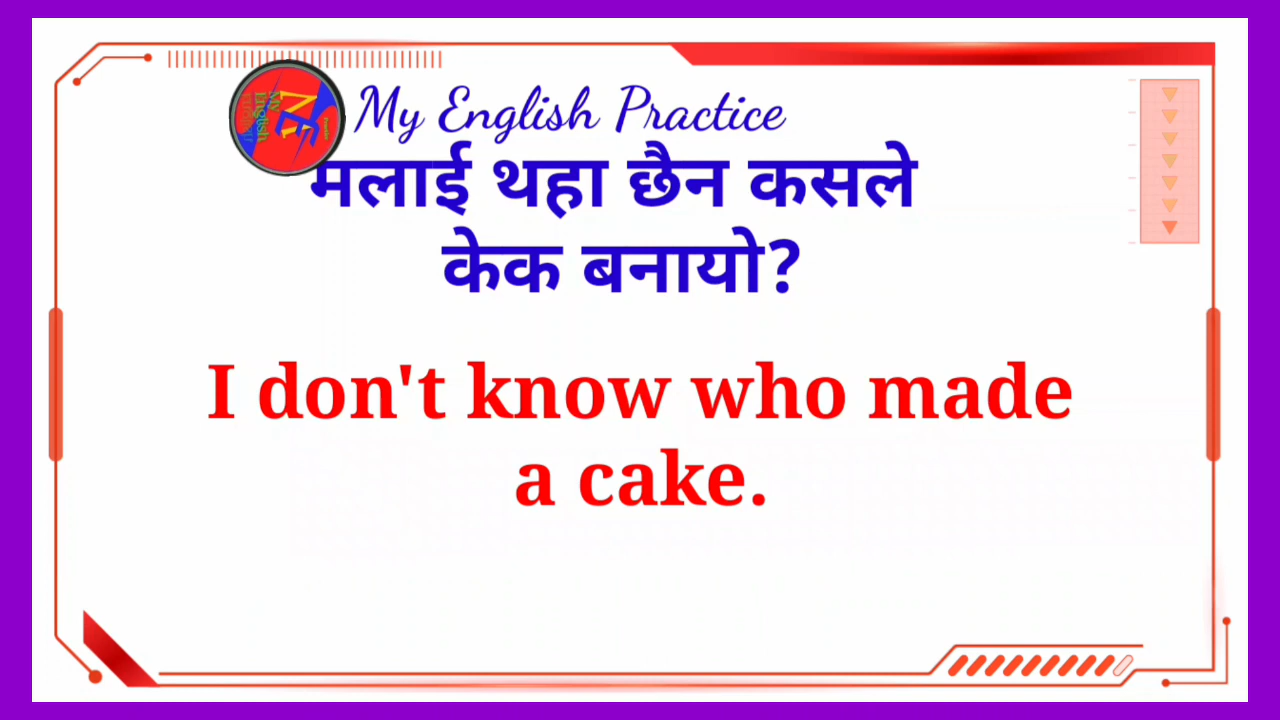 My English Practice
मलाई थहा छैन कसले
केक बनायो?
I don't know who made
a cake.